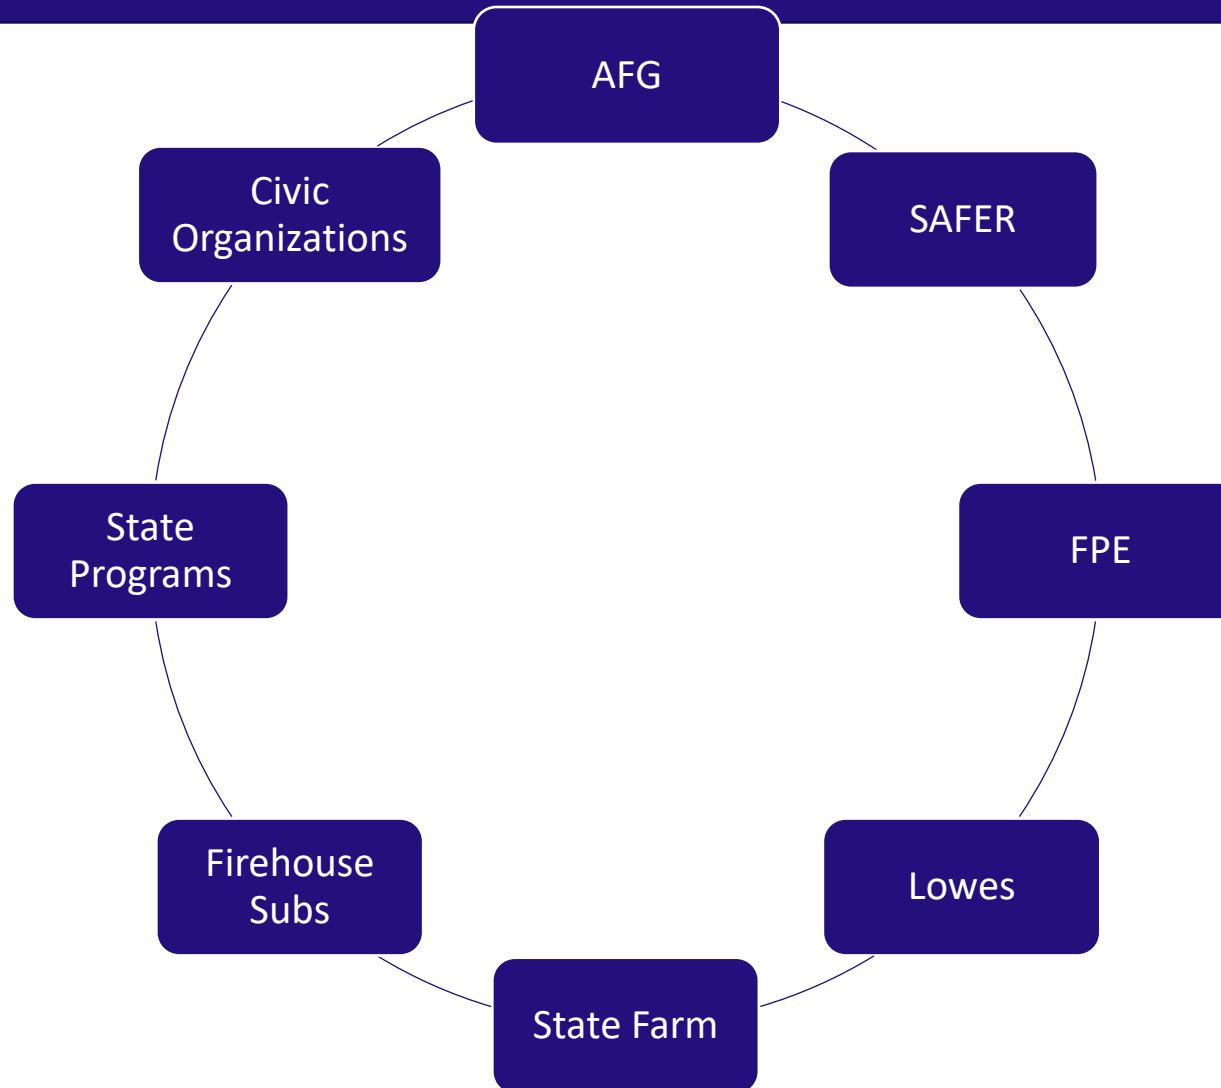 AFG
SAFER
FPE
Lowes
State Farm
Firehouse
Subs
State
Programs
Civic
Organizations